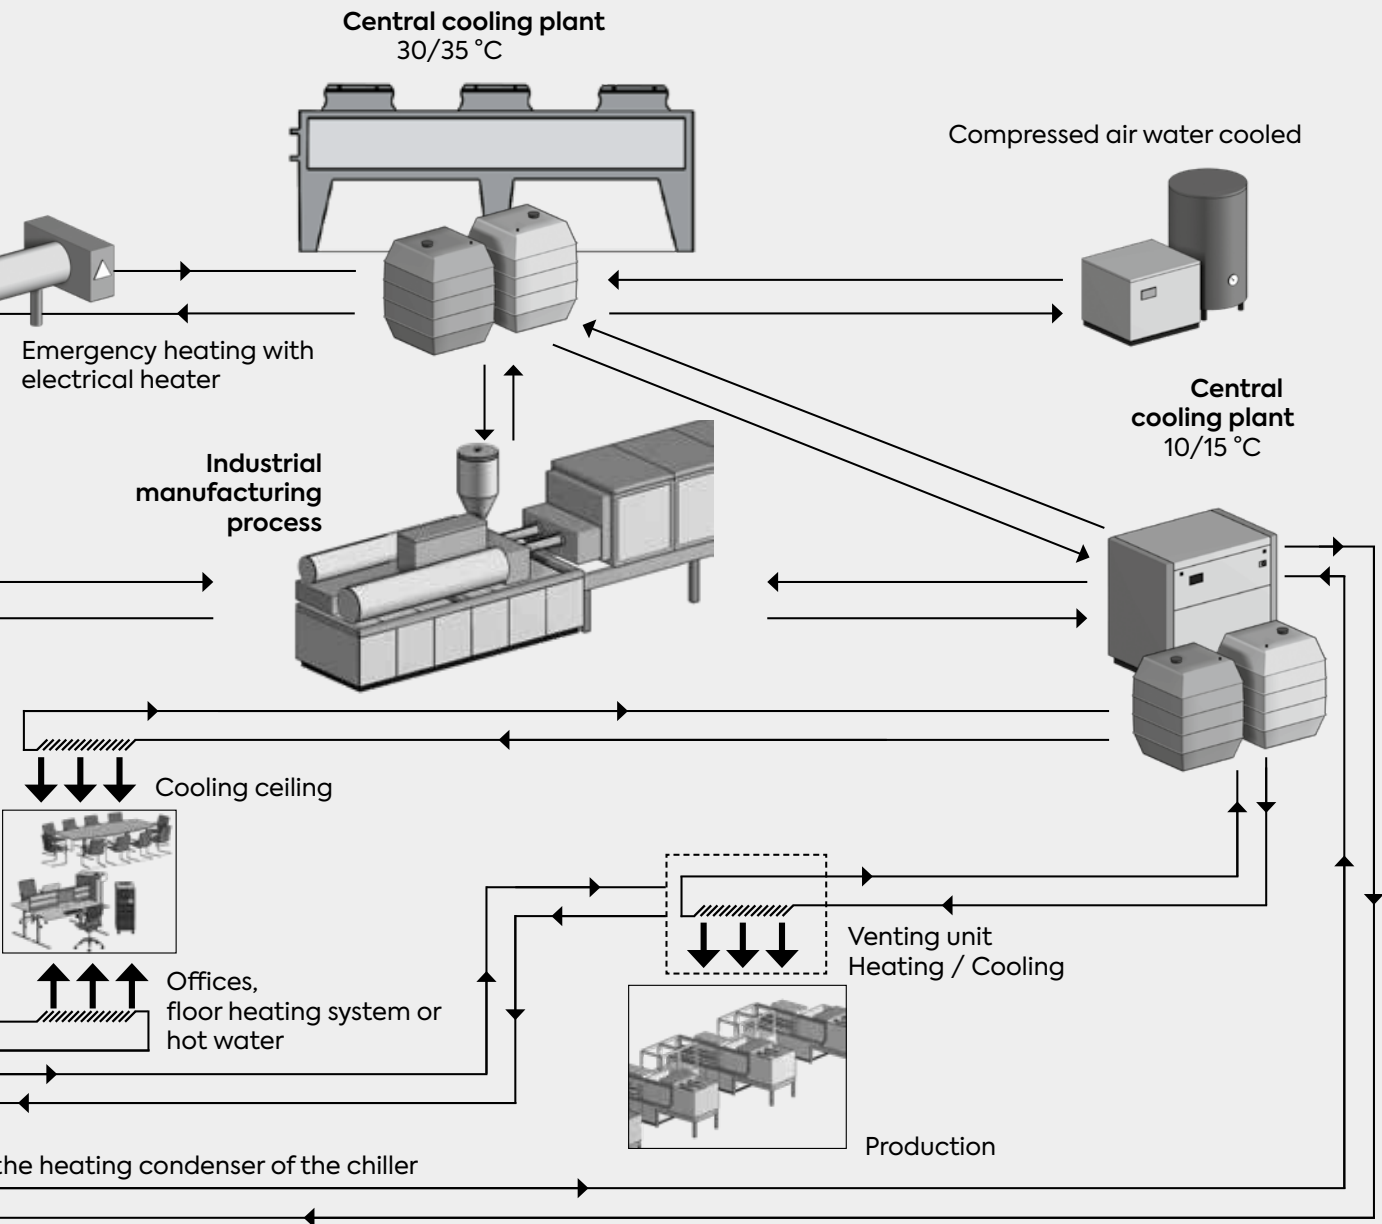 Central cooling plant
30/35 °C
Compressed air water cooled
Emergency heating with
electrical heater
Central
cooling plant
10/15 °C
Industrial
manufacturing
process
Cooling ceiling
Venting unit
Heating / Cooling
Offices,
floor heating system or
hot water
Production
the heating condenser of the chiller